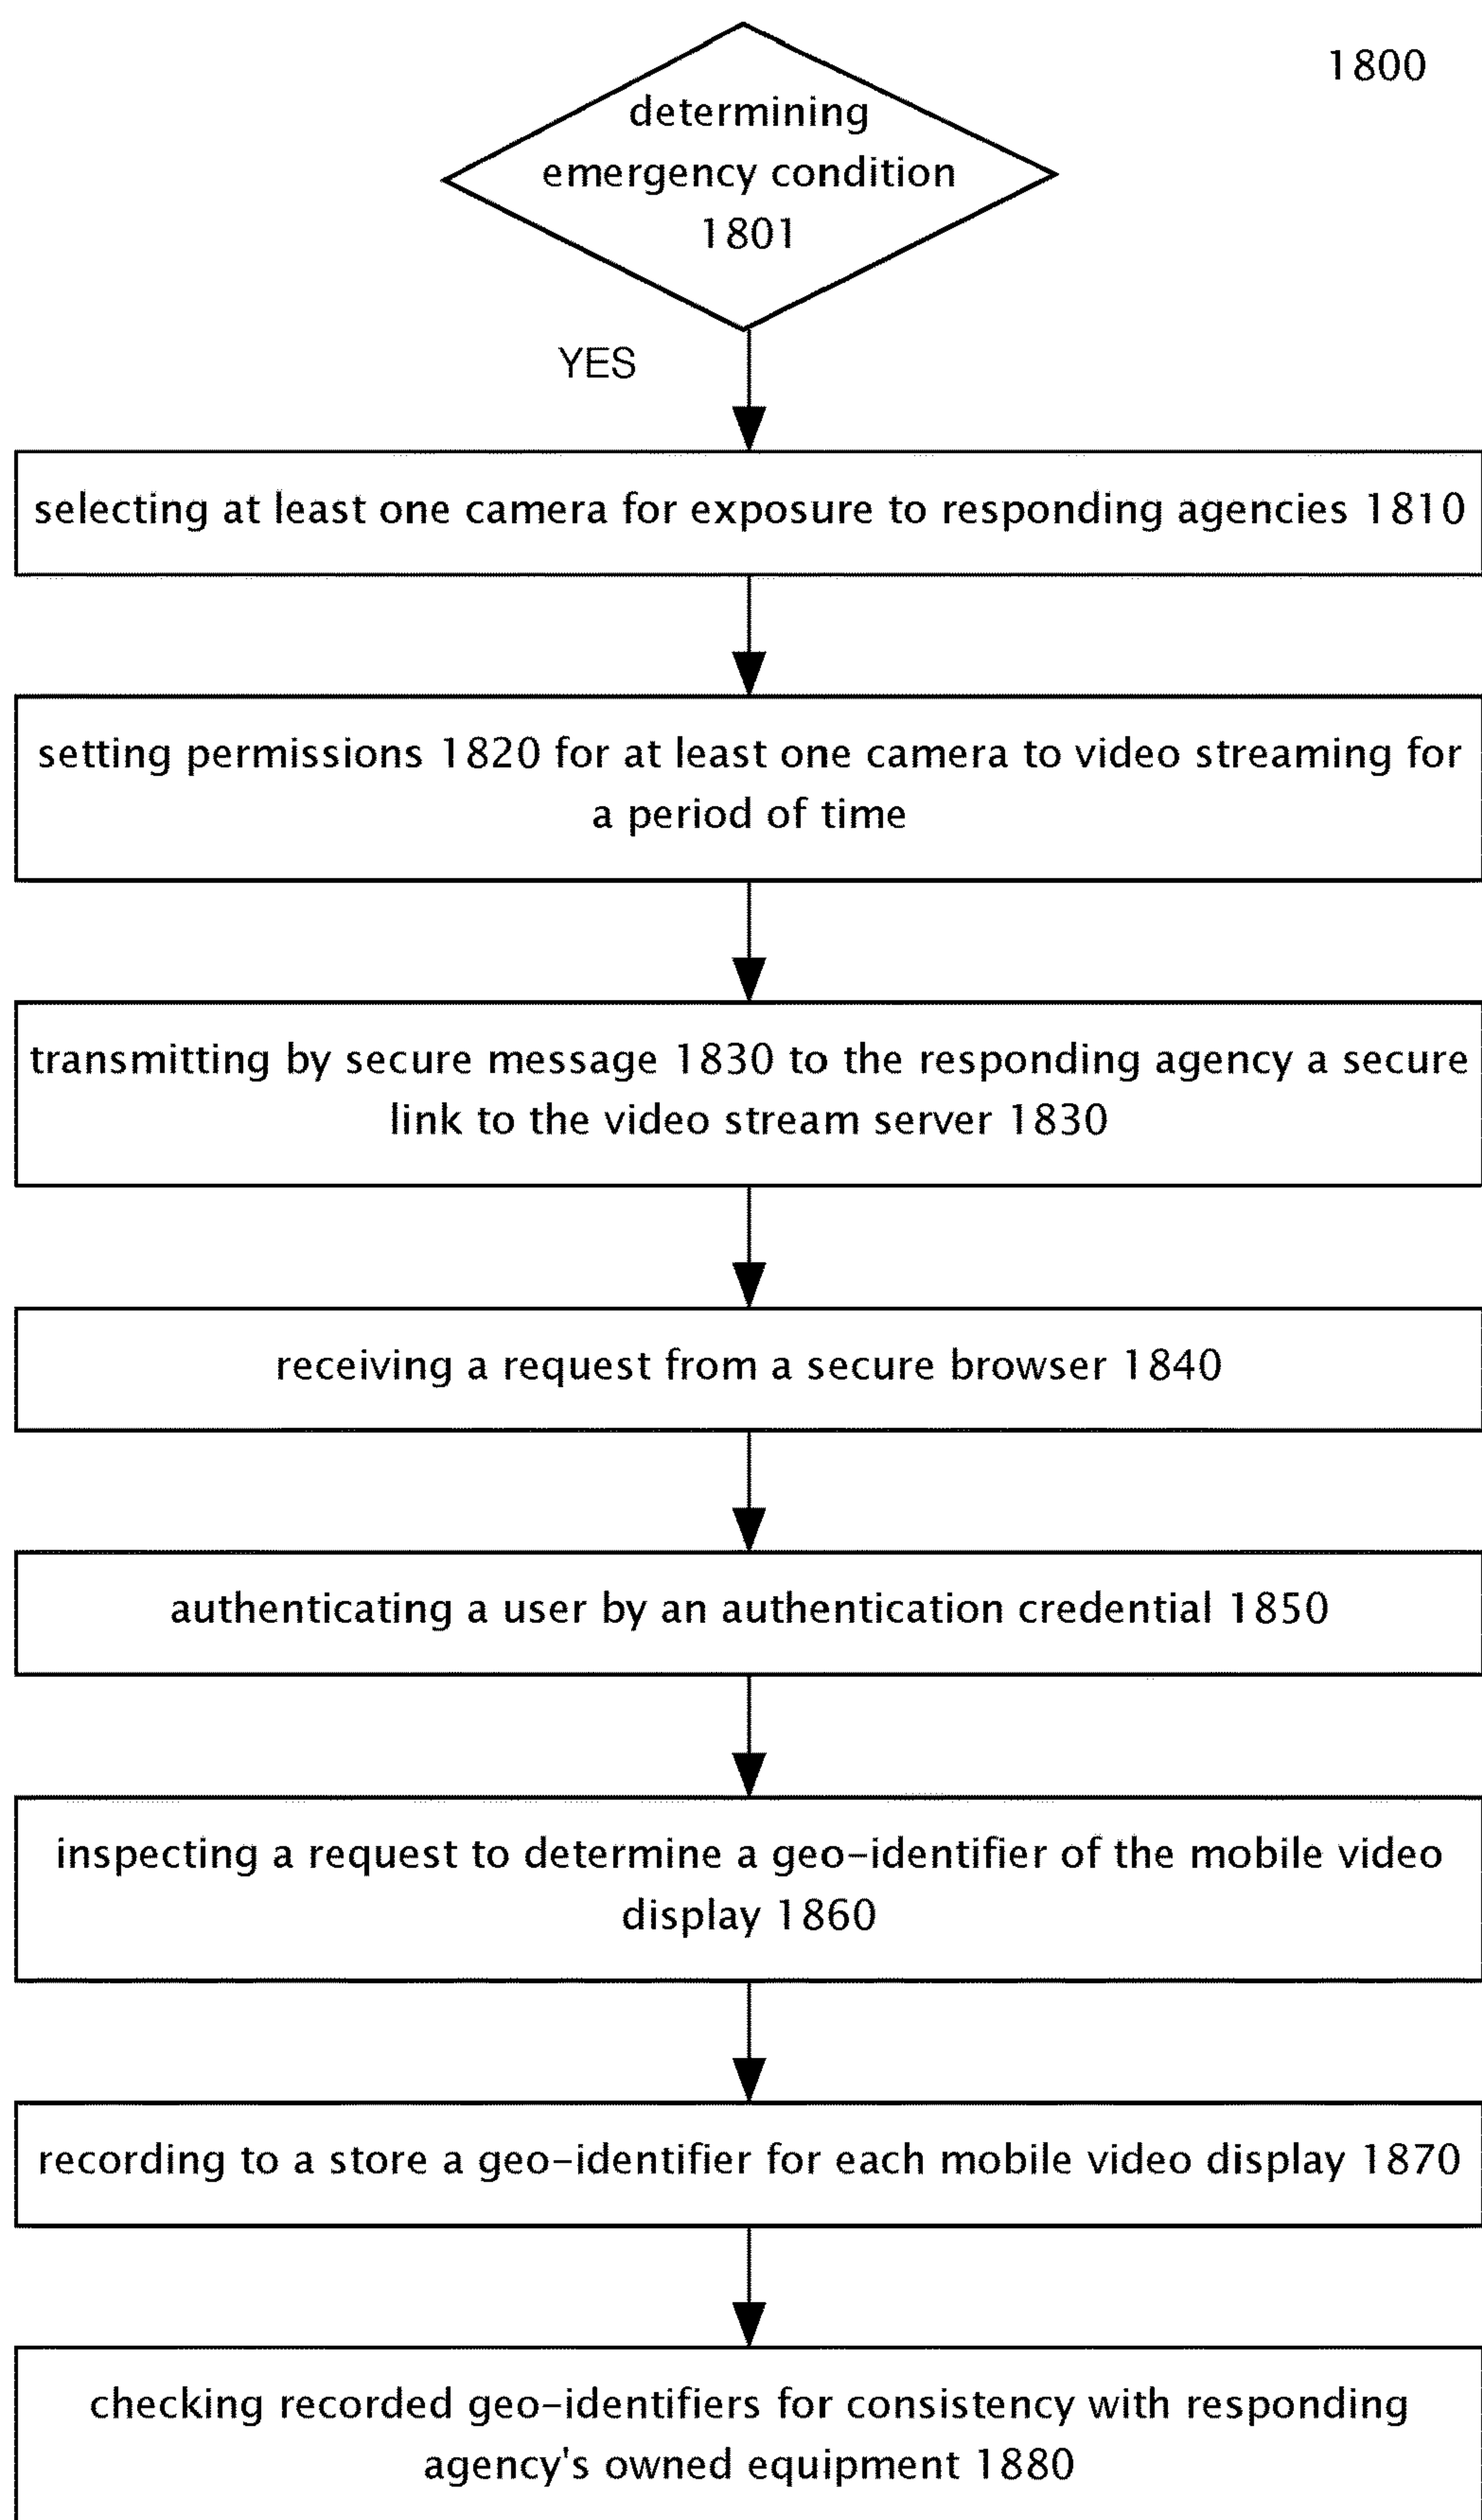 1800
determining
emergency condition
1801
YES
selecting at least one camera for exposure to responding agencies 1810
setting permissions 1820 for at least one camera to video streaming for
a period of time
transmitting by secure message 1830 to the responding agency a secure
link to the video stream server 1830
receiving a request from a secure browser 1840
authenticating a user by an authentication credential 1850
inspecting a request to determine a geo-identifier of the mobile video
display 1860
recording to a store a geo-identifier for each mobile video display 1870
checking recorded geo-identifiers for consistency with responding
agency's owned equipment 1880